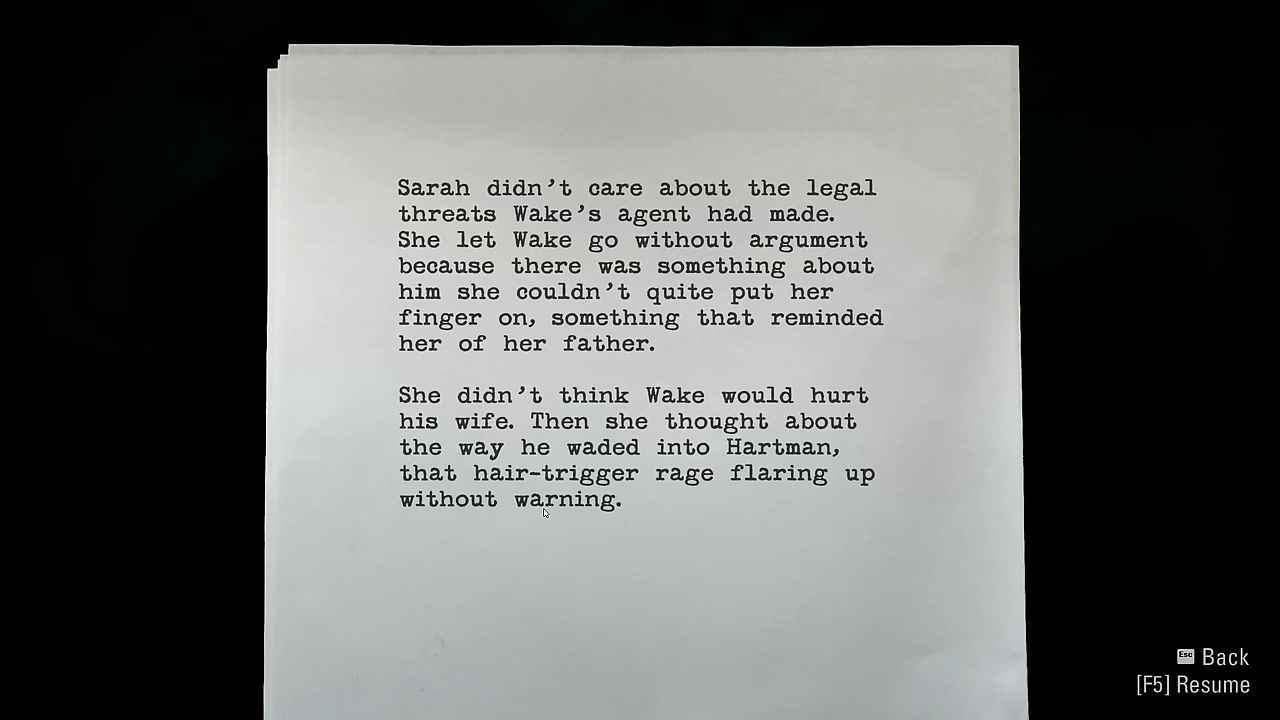 Sarah didn't care about the legal
threats Wake's agent had made.
She let Wake go without argument
because there was something about
him she couldn't quite put her
finger on, something that reminded
her of her father.
She didn't think Wake would hurt
his wife. Then she thought about
the way he waded into Hartman,
that hair-trigger rage flaring up
without warning.
Esc Back
[F5] Resume